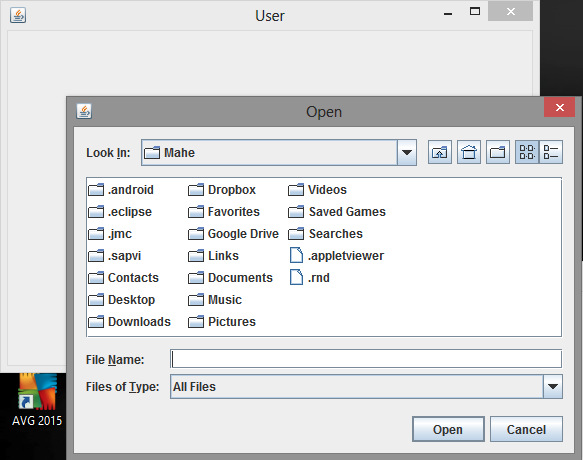 User
Open
Look In: Mahe
.android Dropbox Videos
.eclipse Favorites Saved Games
.jmc Google Drive Searches
.sapvi Links .appletviewer
Contacts Documents .rnd
Desktop Music
Downloads Pictures
File Name:
Files of Type: All Files
Open Cancel
AVG 2015